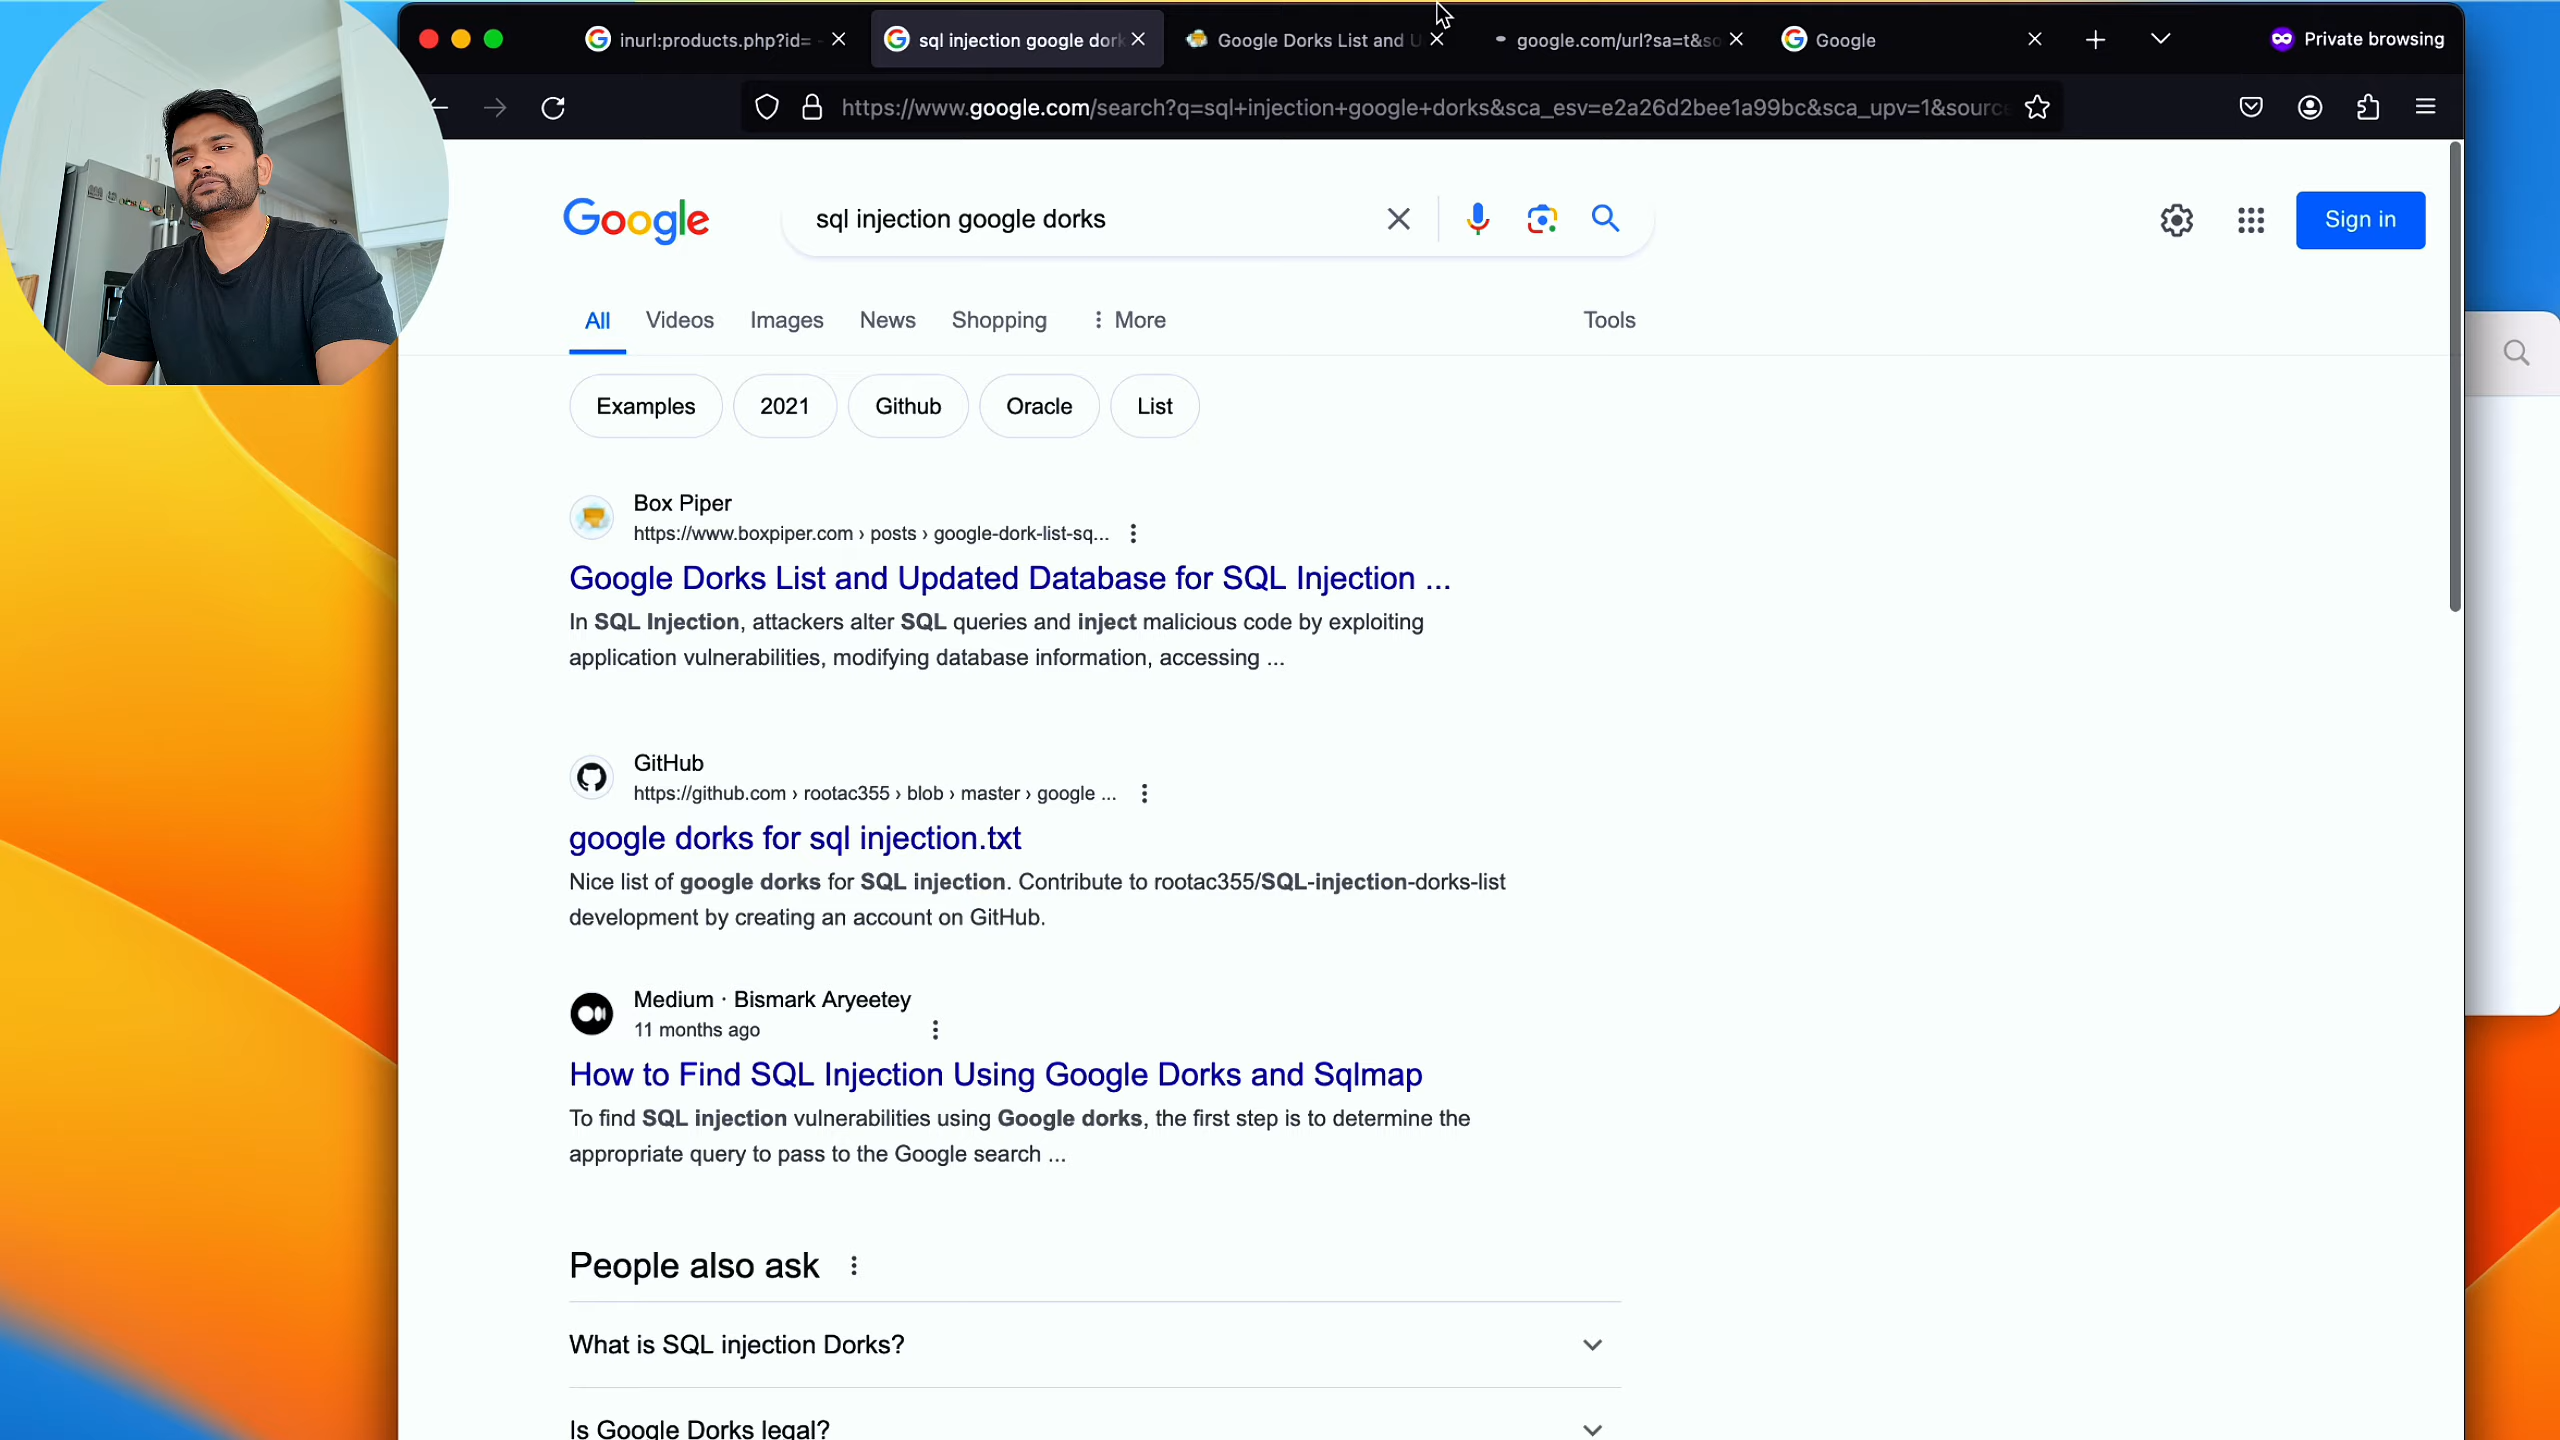 inurl:products.php?id= -
sql injection google dork
Google Dorks List and U
google.com/url?sa=t&so
Google
Private browsing
https://www.google.com/search?q=sql+injection+google+dorks&sca_esv=e2a26d2bee1a99bc&sca_upv=1&source
Google
sql injection google dorks
Sign in
All
Videos
Images
News
Shopping
More
Tools
Examples
2021
Github
Oracle
List
Box Piper
https://www.boxpiper.com › posts › google-dork-list-sq...
Google Dorks List and Updated Database for SQL Injection ...
In SQL Injection, attackers alter SQL queries and inject malicious code by exploiting
application vulnerabilities, modifying database information, accessing ...
GitHub
https://github.com › rootac355 › blob › master › google ...
google dorks for sql injection.txt
Nice list of google dorks for SQL injection. Contribute to rootac355/SQL-injection-dorks-list
development by creating an account on GitHub.
Medium · Bismark Aryeetey
11 months ago
How to Find SQL Injection Using Google Dorks and Sqlmap
To find SQL injection vulnerabilities using Google dorks, the first step is to determine the
appropriate query to pass to the Google search ...
People also ask
What is SQL injection Dorks?
Is Google Dorks legal?